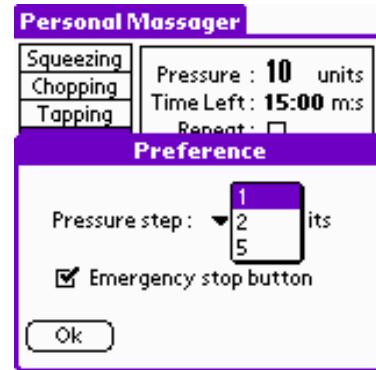 Personal Massager
Squeezing
Chopping
Tapping
Pressure : 10 units
Time Left : 15:00 m:s
Repeat :
Preference
Pressure step : 2 its
1
5
Emergency stop button
Ok